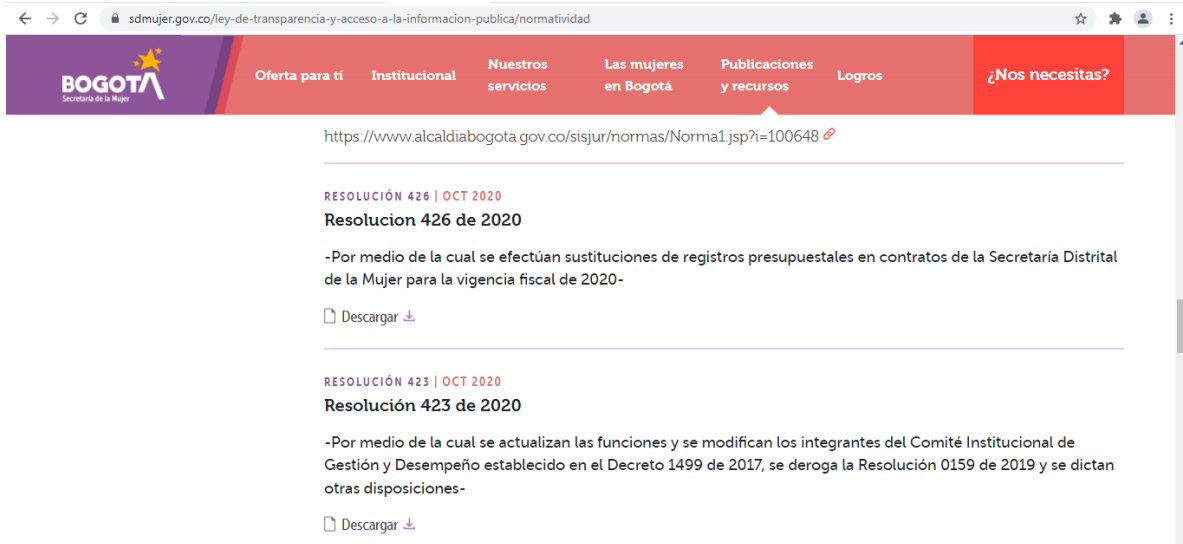 sdmujer.gov.co/ley-de-transparencia-y-acceso-a-la-informacion-publica/normatividad
BOGOTÁ
Secretaría de la Mujer
Oferta para tí
Institucional
Nuestros
servicios
Las mujeres
en Bogotá
Publicaciones
y recursos
Logros
¿Nos necesitas?
https://www.alcaldiabogota.gov.co/sisjur/normas/Norma1.jsp?i=100648
RESOLUCIÓN 426 | OCT 2020
Resolucion 426 de 2020
-Por medio de la cual se efectúan sustituciones de registros presupuestales en contratos de la Secretaría Distrital
de la Mujer para la vigencia fiscal de 2020-
Descargar
RESOLUCIÓN 423 | OCT 2020
Resolución 423 de 2020
-Por medio de la cual se actualizan las funciones y se modifican los integrantes del Comité Institucional de
Gestión y Desempeño establecido en el Decreto 1499 de 2017, se deroga la Resolución 0159 de 2019 y se dictan
otras disposiciones-
Descargar